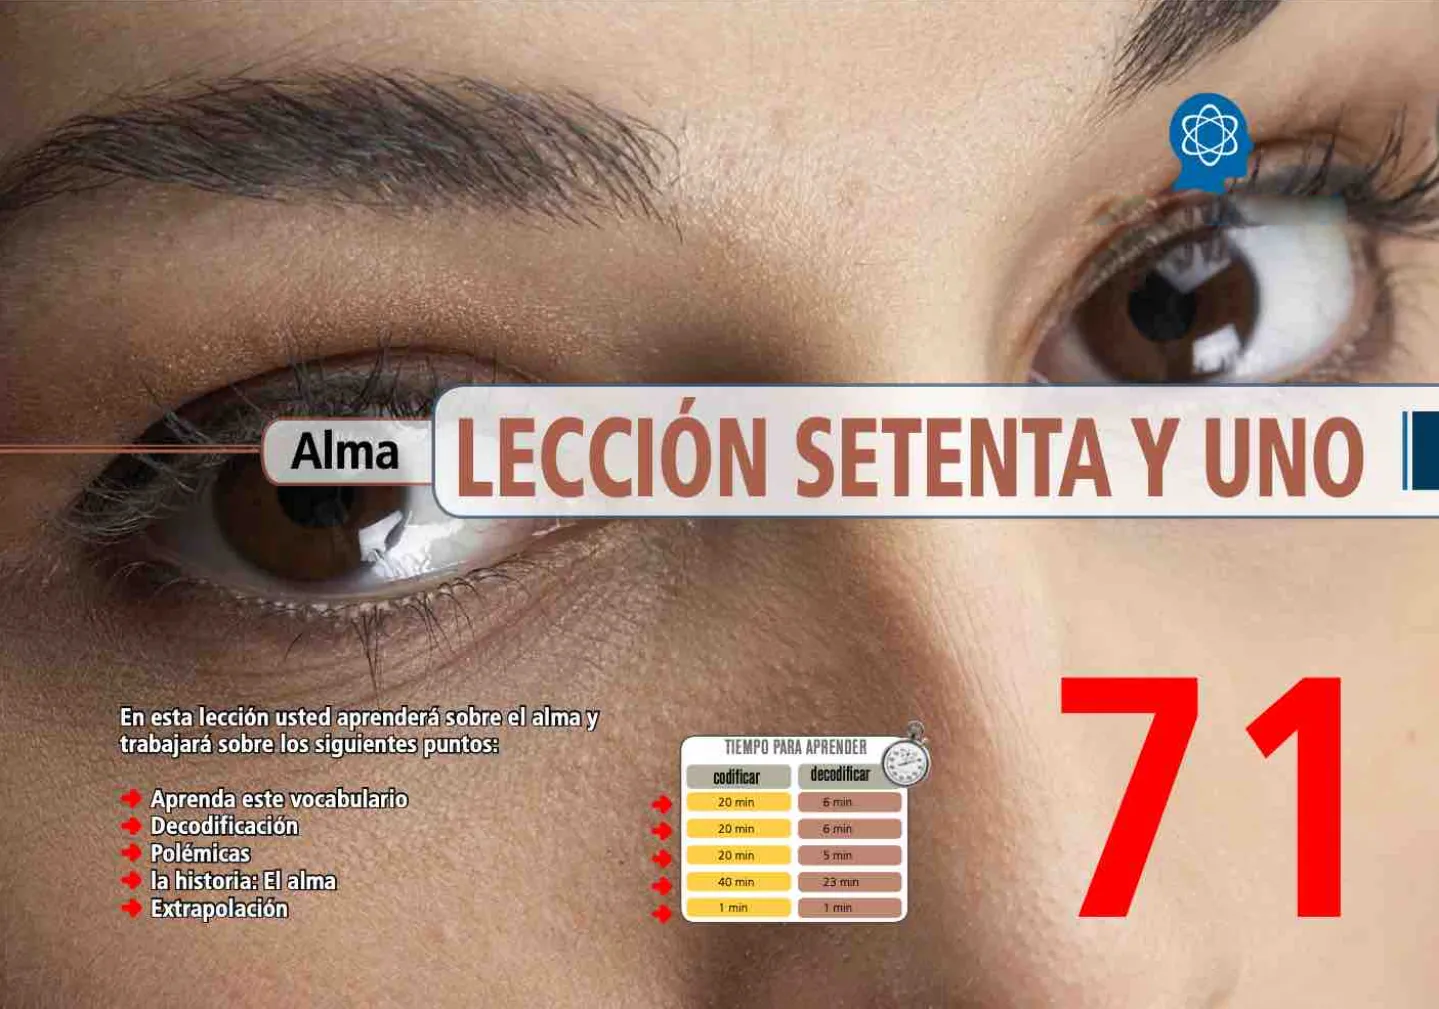 Alma
LECCIÓN SETENTA Y UNO
71
En esta lección usted aprenderá sobre el alma y
trabajará sobre los siguientes puntos:
Aprenda este vocabulario
Decodificación
Polémicas
la historia: El alma
Extrapolación
TIEMPO PARA APRENDER
codificar decodificar
20 min 6 min
20 min 6 min
20 min 5 min
40 min 23 min
1 min 1 min